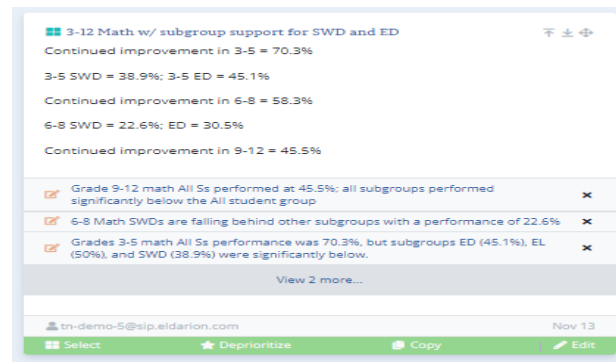 3-12 Math w/ subgroup support for SWD and ED
Continued improvement in 3-5 = 70.3%
3-5 SWD = 38.9%; 3-5 ED = 45.1%
Continued improvement in 6-8 = 58.3%
6-8 SWD = 22.6%; ED = 30.5%
Continued improvement in 9-12 = 45.5%
Grade 9-12 math All Ss performed at 45.5%; all subgroups performed
significantly below the All student group
6-8 Math SWDs are falling behind other subgroups with a performance of 22.6%
Grades 3-5 math All Ss performance was 70.3%, but subgroups ED (45.1%), EL
(50%), and SWD (38.9%) were significantly below.
View 2 more...
tn-demo-5@sip.eldarion.com Nov 13
Select Deprioritize Copy Edit